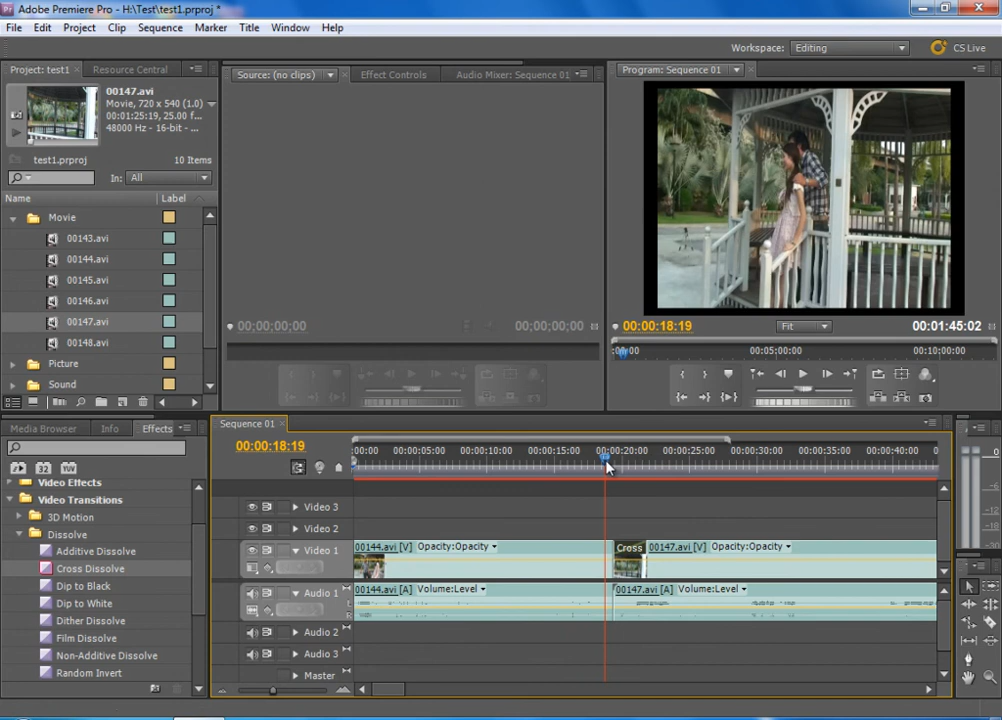 Adobe Premiere Pro - H:\Test\test1.prproj *
File Edit Project Clip Sequence Marker Title Window Help
Workspace: Editing CS Live
Project: test1 Resource Central
Source: (no clips) Effect Controls Audio Mixer: Sequence 01
Program: Sequence 01
00147.avi
Movie, 720 x 540 (1.0)
00:01:25:19, 25.00 f...
48000 Hz - 16-bit - ...
test1.prproj 10 Items
In: All
Name Label
Movie
00143.avi
00144.avi
00145.avi
00146.avi
00147.avi
00148.avi
Picture
Sound
00;00;00;00 00;00;00;00
00:00:18:19 Fit 00:01:45:02
:00:00 00:05:00:00 00:10:00:00
Media Browser Info Effects
32 YUV
Video Effects
Video Transitions
3D Motion
Dissolve
Additive Dissolve
Cross Dissolve
Dip to Black
Dip to White
Dither Dissolve
Film Dissolve
Non-Additive Dissolve
Random Invert
Sequence 01
00:00:18:19
:00:00 00:00:05:00 00:00:10:00 00:00:15:00 00:00:20:00 00:00:25:00 00:00:30:00 00:00:35:00 00:00:40:0
Video 3
Video 2
Video 1
00144.avi [V] Opacity:Opacity Cross 00147.avi [V] Opacity:Opacity
Audio 1
00144.avi [A] Volume:Level 00147.avi [A] Volume:Level
Audio 2
Audio 3
Master
0
-6
-12
-18
-30